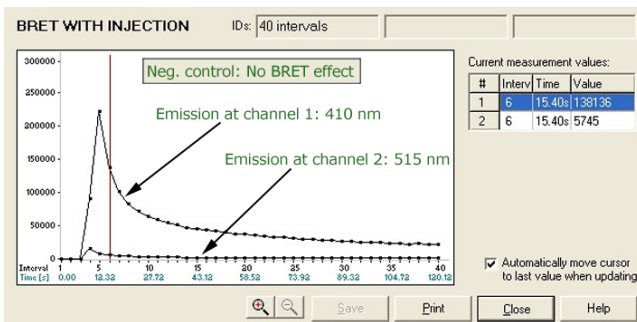 BRET WITH INJECTION IDs: 40 intervals
Neg. control: No BRET effect
Emission at channel 1: 410 nm
Emission at channel 2: 515 nm
300000
250000
200000
150000
100000
50000
0
Interval 1 5 10 15 20 25 30 35 40
Time [s] 0.00 12.32 27.72 43.12 58.52 73.92 89.32 104.72 120.12
Current measurement values:
# Interv Time Value
1 6 15.40s 138136
2 6 15.40s 5745
Automatically move cursor
to last value when updating
Save Print Close Help